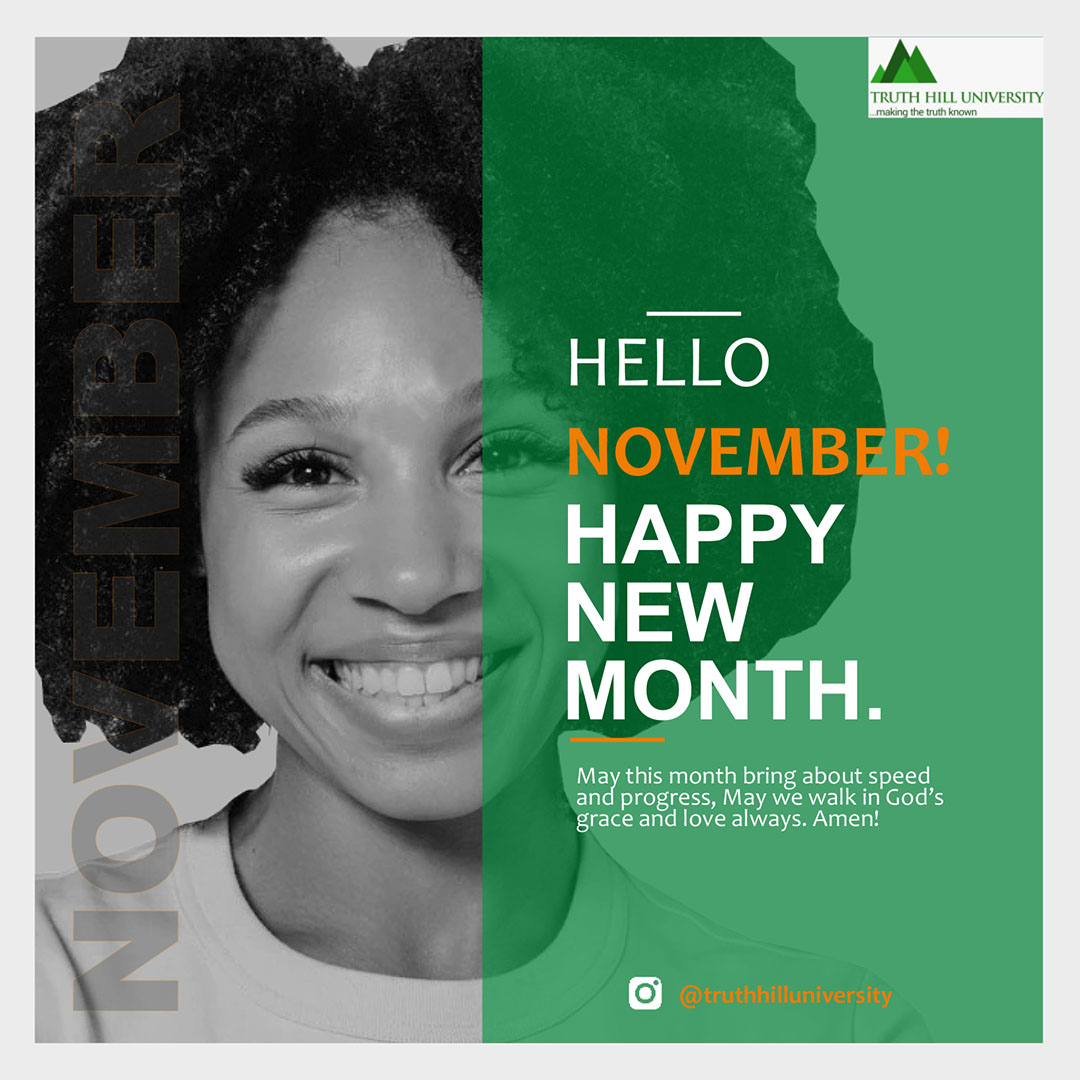 NOVEMBER
TRUTH HILL UNIVERSITY
...making the truth known
HELLO
NOVEMBER!
HAPPY
NEW
MONTH.
May this month bring about speed
and progress, May we walk in God’s
grace and love always. Amen!
@truthhilluniversity